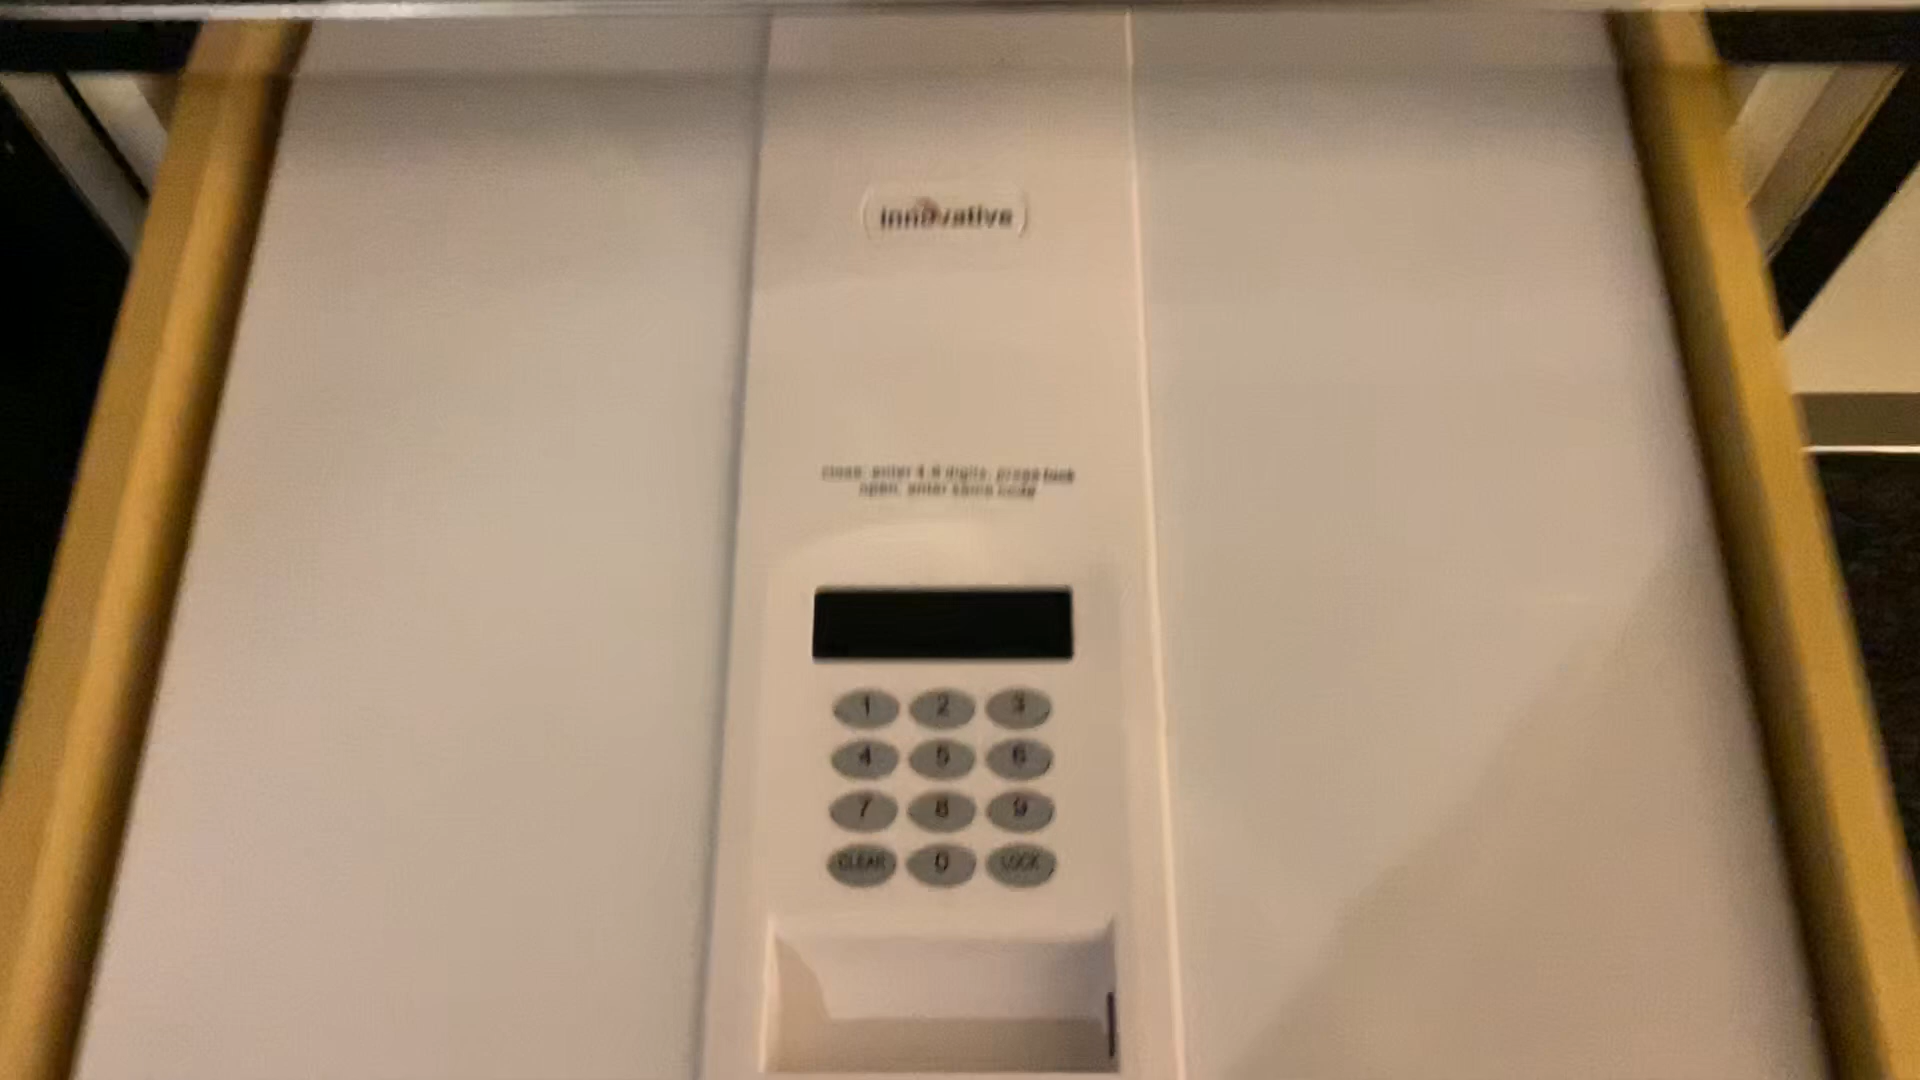 innovative
close: enter 4-6 digits, press lock
open: enter same code
1 2 3
4 5 6
7 8 9
CLEAR 0 LOCK